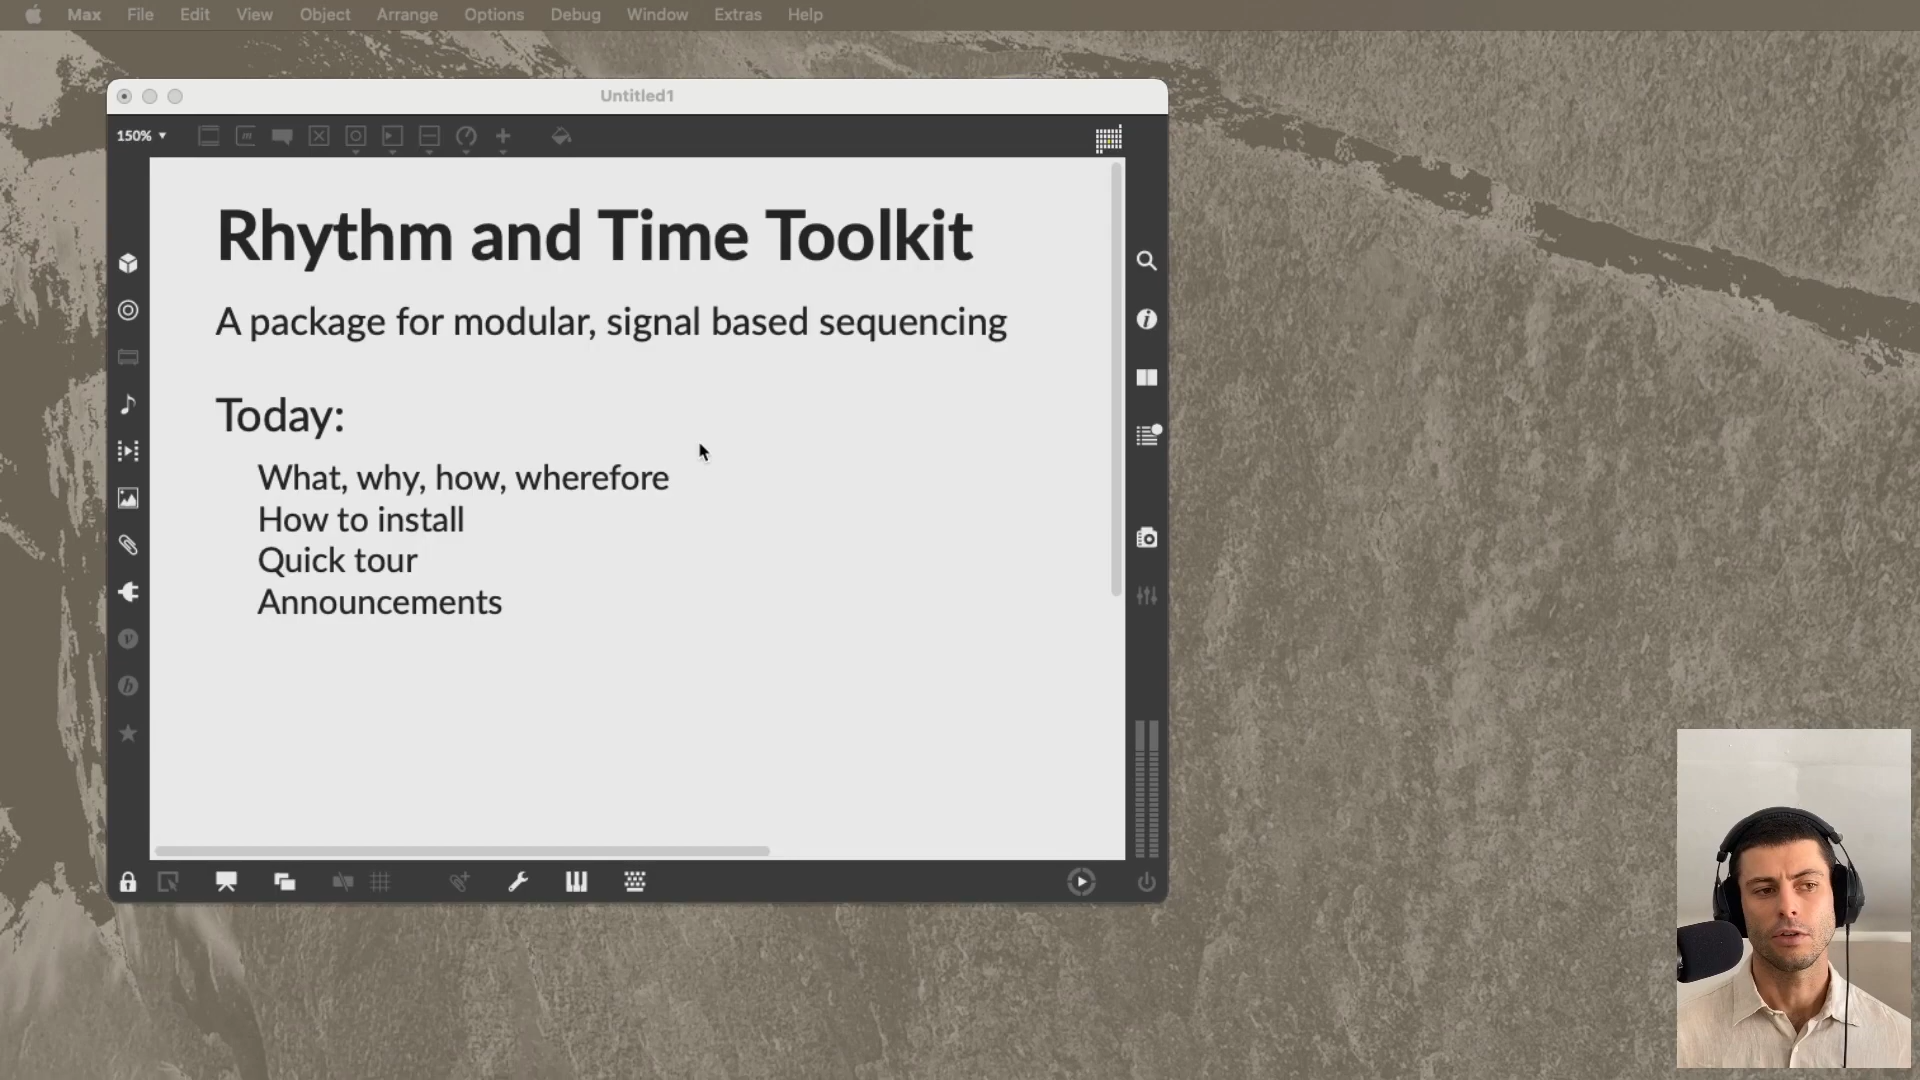 Max File Edit View Object Arrange Options Debug Window Extras Help
Untitled1
150%
Rhythm and Time Toolkit
A package for modular, signal based sequencing
Today:
What, why, how, wherefore
How to install
Quick tour
Announcements